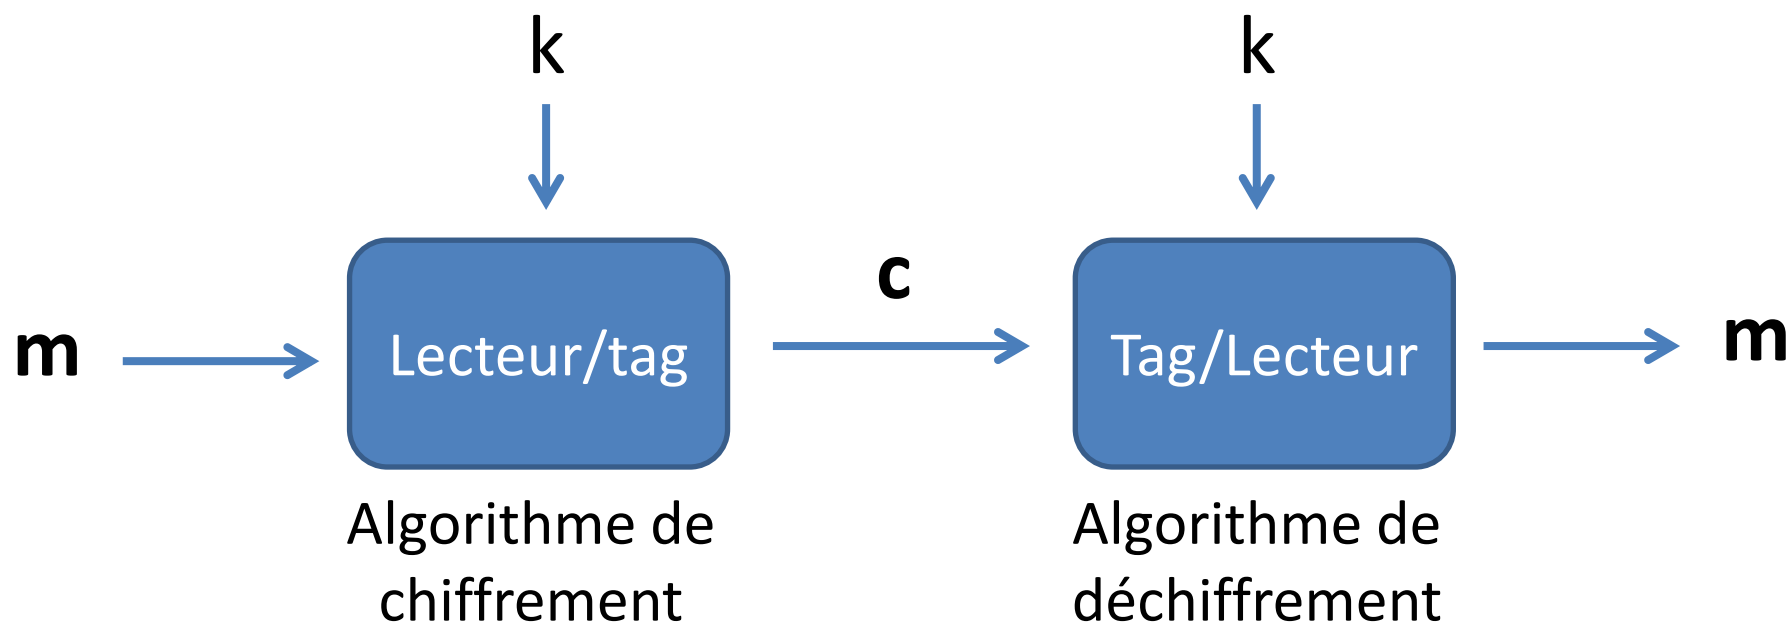 k
k
c
m
Lecteur/tag
Tag/Lecteur
m
Algorithme de
chiffrement
Algorithme de
déchiffrement